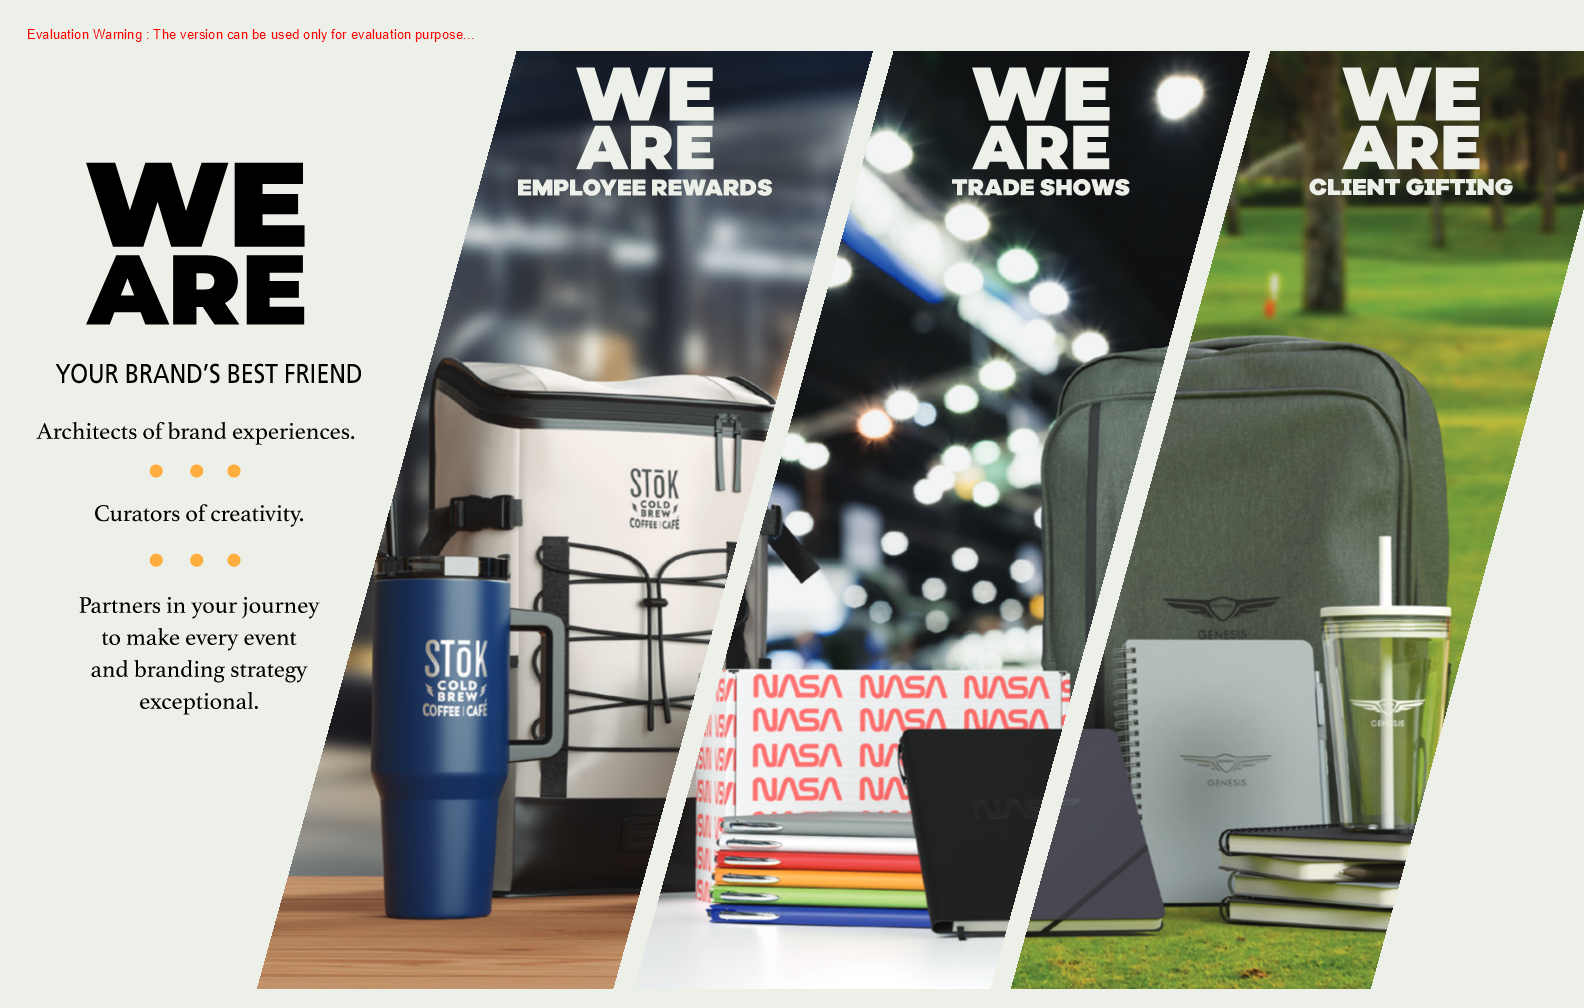 Evaluation Warning : The version can be used only for evaluation purpose...
WE
ARE
YOUR BRAND'S BEST FRIEND
Architects of brand experiences.
Curators of creativity.
Partners in your journey
to make every event
and branding strategy
exceptional.
WE
ARE
EMPLOYEE REWARDS
STōK
COLD
BREW
COFFEE | CAFÉ
STōK
COLD
BREW
COFFEE | CAFÉ
WE
ARE
TRADE SHOWS
NASA NASA NASA
NASA NASA NASA
NASA
NASA
NASA
WE
ARE
CLIENT GIFTING
GENESIS
GENESIS
GENESIS